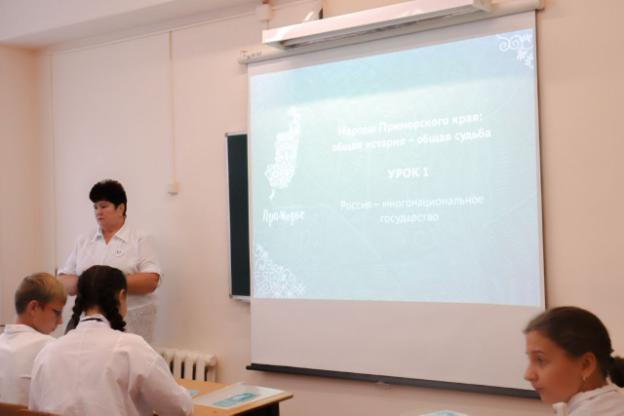 Народы Приморского края:
общая история – общая судьба
УРОК 1
Россия – многонациональное
государство
Приморье